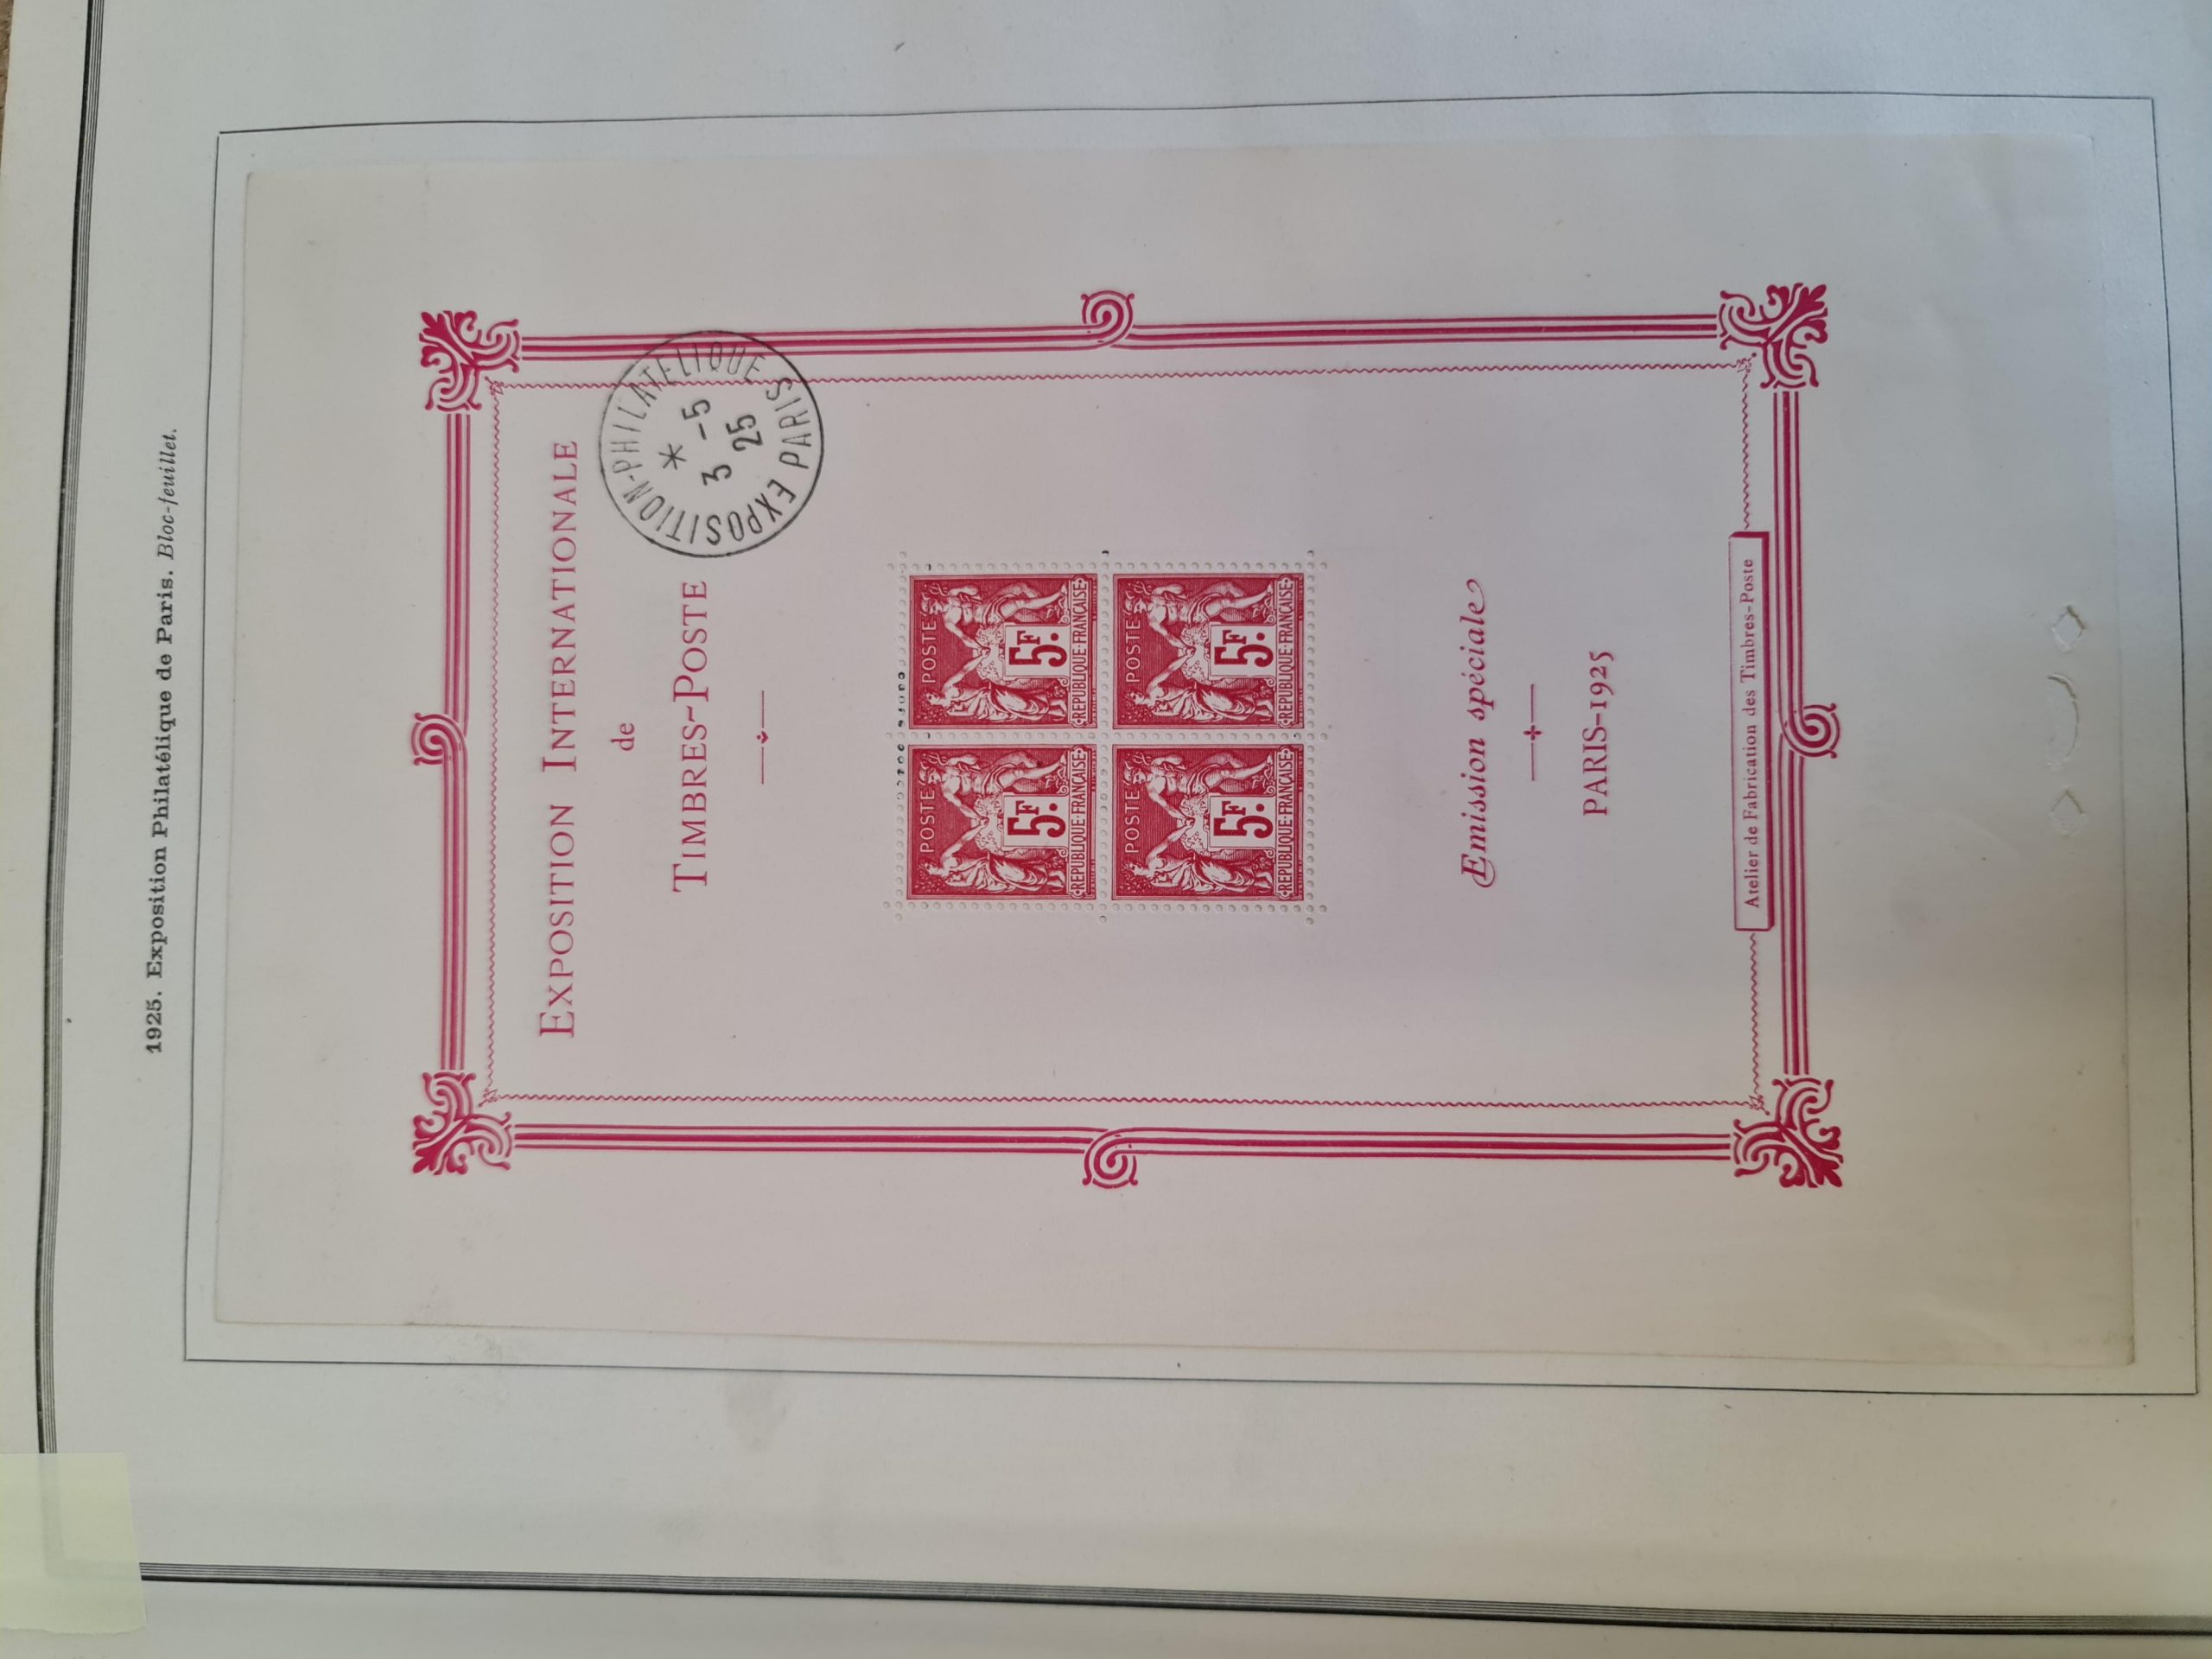 1925. Exposition Philatélique de Paris. Bloc-feuillet.
EXPOSITION INTERNATIONALE
de
TIMBRES-POSTE
EXPOSITION-PHILATELIQUE PARIS
*
3 -5
25
POSTE
5F.
REPUBLIQUE·FRANÇAISE
POSTE
5F.
REPUBLIQUE·FRANÇAISE
POSTE
5F.
REPUBLIQUE·FRANÇAISE
POSTE
5F.
REPUBLIQUE·FRANÇAISE
Emission spéciale
PARIS-1925
Atelier de Fabrication des Timbres-Poste